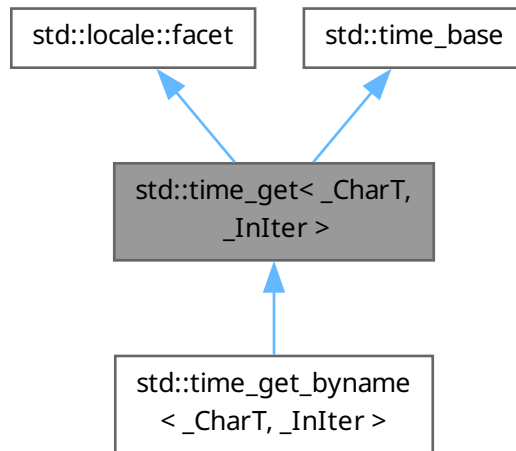 std::locale::facet
std::time_base
std::time_get< _CharT,
_InIter >
std::time_get_byname
< _CharT, _InIter >